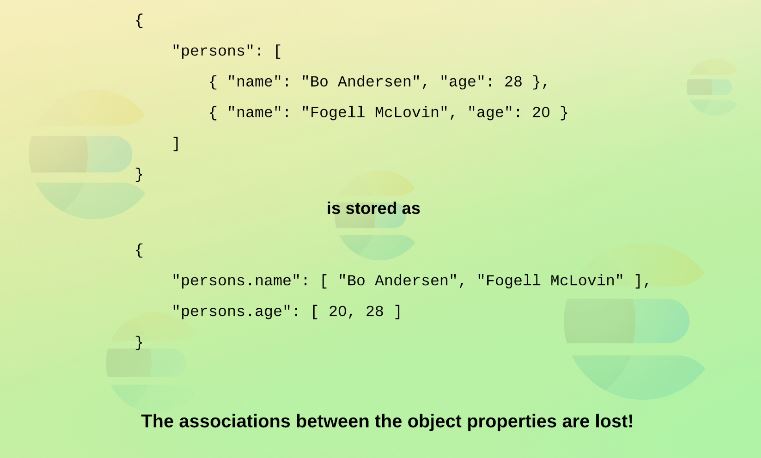 {
"persons": [
{ "name": "Bo Andersen", "age": 28 },
{ "name": "Fogell McLovin", "age": 20 }
]
}
is stored as
{
"persons.name": [ "Bo Andersen", "Fogell McLovin" ],
"persons.age": [ 20, 28 ]
}
The associations between the object properties are lost!